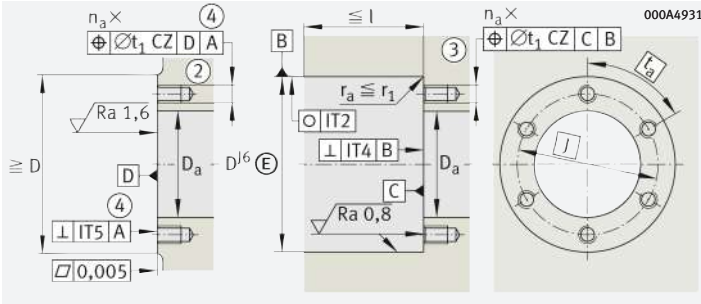 nₐ×
④
⌖ ∅t₁ CZ D A
②
Ra 1,6
≧ D
Dₐ
D
④
⊥ IT5 A
⏥ 0,005
≦ l
B
③
rₐ ≦ r₁
○ IT2
⊥ IT4 B
Dʲ⁶ Ⓔ
Dₐ
C
Ra 0,8
nₐ×
⌖ ∅t₁ CZ C B
000A4931
tₐ
J